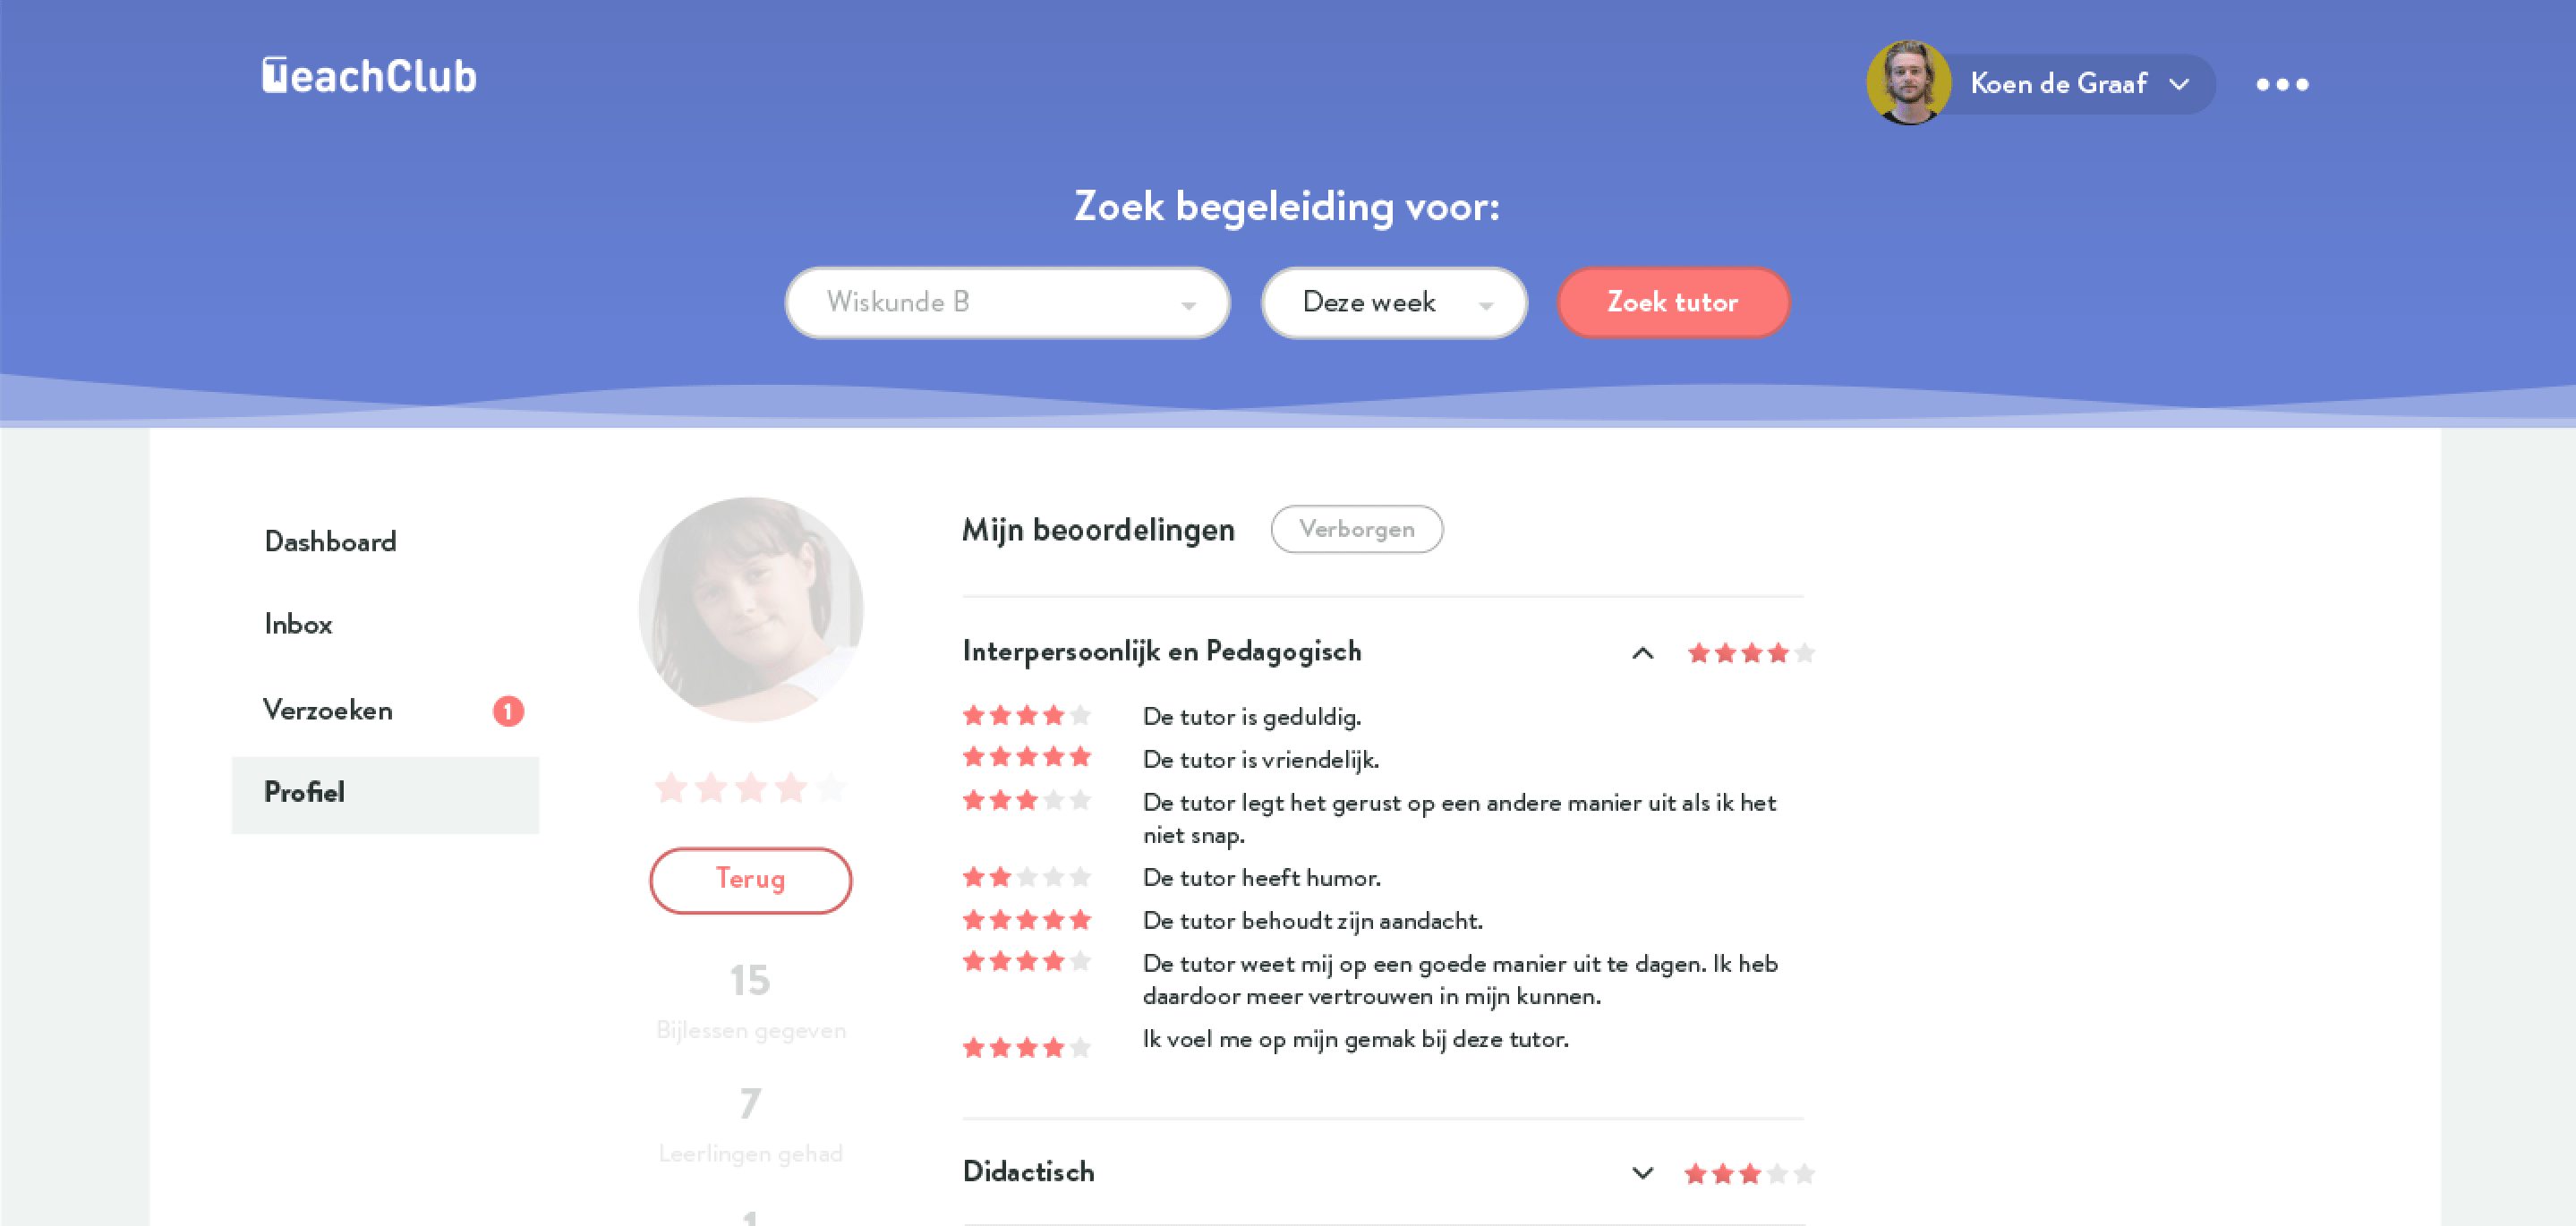 TeachClub
Koen de Graaf
Zoek begeleiding voor:
Wiskunde B
Deze week
Zoek tutor
Dashboard
Inbox
Verzoeken
1
Profiel
Terug
15
Bijlessen gegeven
7
Leerlingen gehad
1
Mijn beoordelingen
Verborgen
Interpersoonlijk en Pedagogisch
De tutor is geduldig.
De tutor is vriendelijk.
De tutor legt het gerust op een andere manier uit als ik het
niet snap.
De tutor heeft humor.
De tutor behoudt zijn aandacht.
De tutor weet mij op een goede manier uit te dagen. Ik heb
daardoor meer vertrouwen in mijn kunnen.
Ik voel me op mijn gemak bij deze tutor.
Didactisch